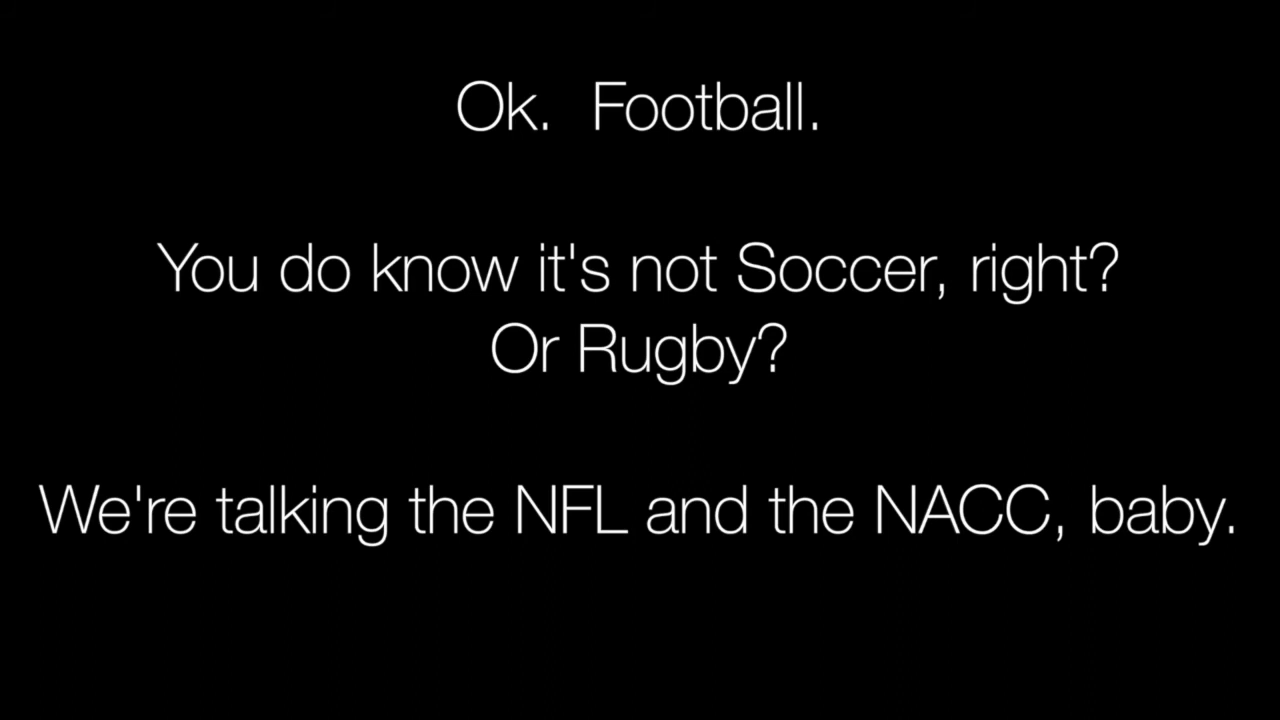 Ok.  Football.
You do know it's not Soccer, right?
Or Rugby?
We're talking the NFL and the NACC, baby.